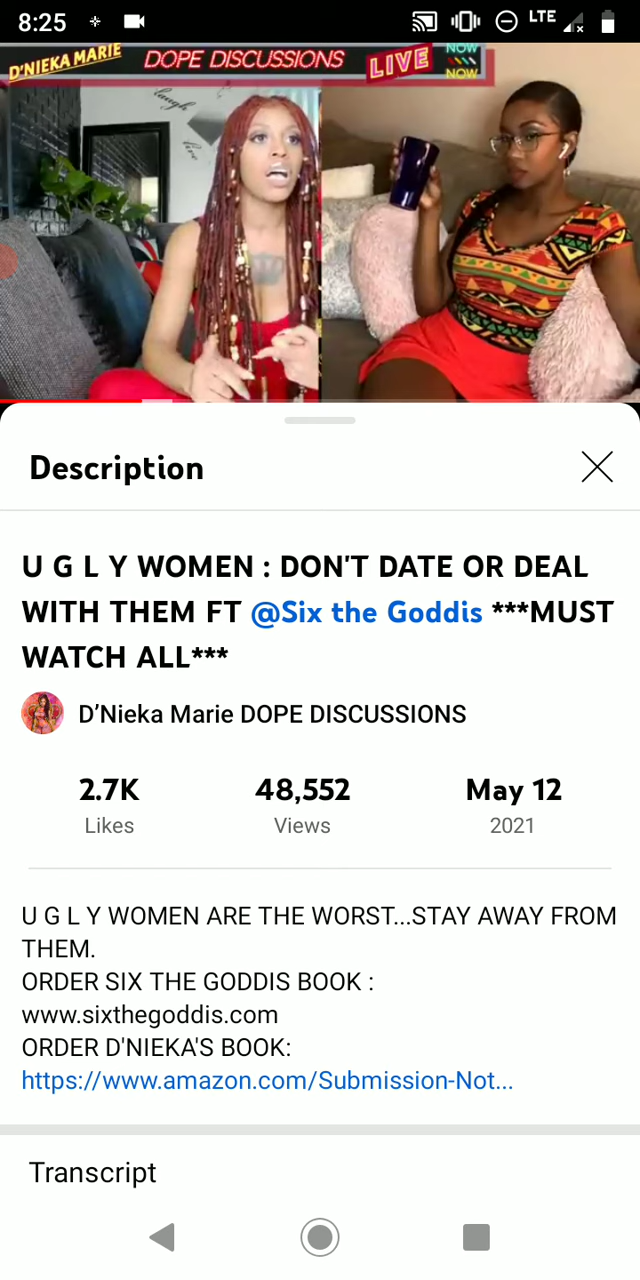 8:25
LTE
D'NIEKA MARIE
DOPE DISCUSSIONS
LIVE
NOW
NOW
laugh
live
Description
U G L Y WOMEN : DON'T DATE OR DEAL
WITH THEM FT @Six the Goddis ***MUST
WATCH ALL***
D’Nieka Marie DOPE DISCUSSIONS
2.7K
48,552
May 12
Likes
Views
2021
U G L Y WOMEN ARE THE WORST...STAY AWAY FROM
THEM.
ORDER SIX THE GODDIS BOOK :
www.sixthegoddis.com
ORDER D'NIEKA'S BOOK:
https://www.amazon.com/Submission-Not...
Transcript